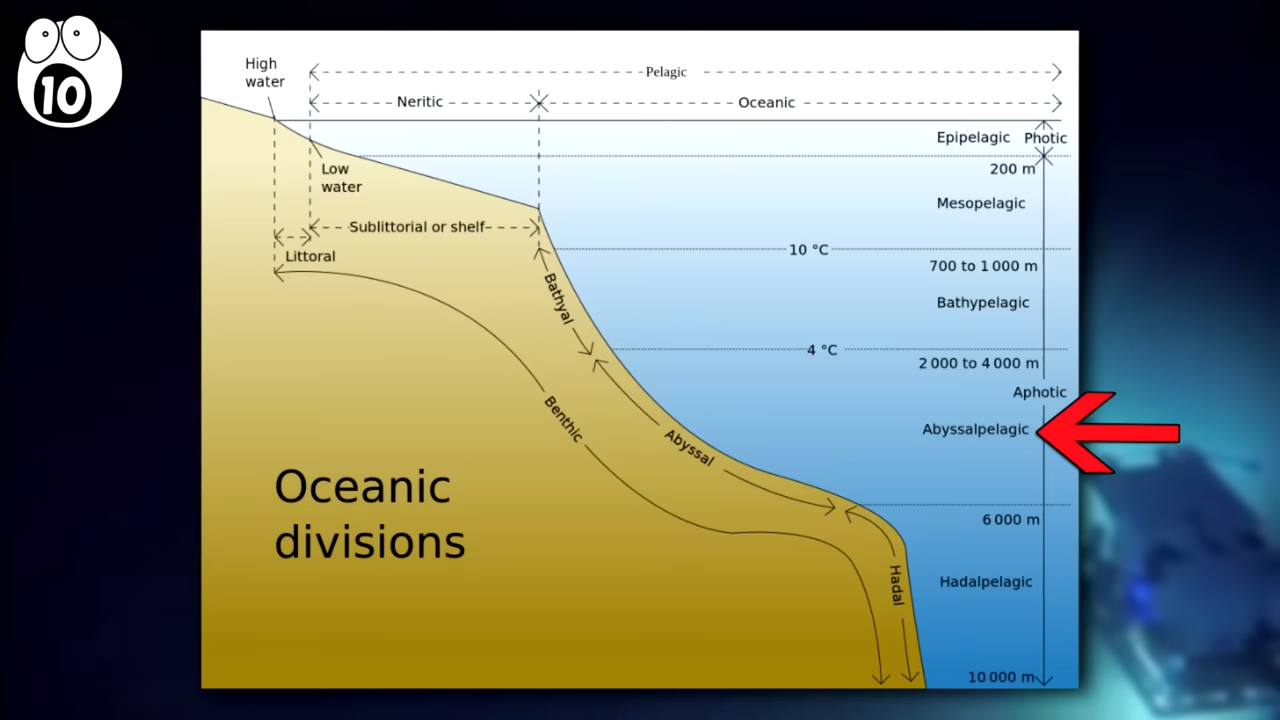 10
High
water
Pelagic
Neritic
Oceanic
Epipelagic
Photic
Low
water
200 m
Mesopelagic
Sublittorial or shelf
Littoral
10 °C
700 to 1 000 m
Bathyal
Bathypelagic
4 °C
2 000 to 4 000 m
Aphotic
Benthic
Abyssal
Abyssalpelagic
Oceanic
divisions
6 000 m
Hadal
Hadalpelagic
10 000 m